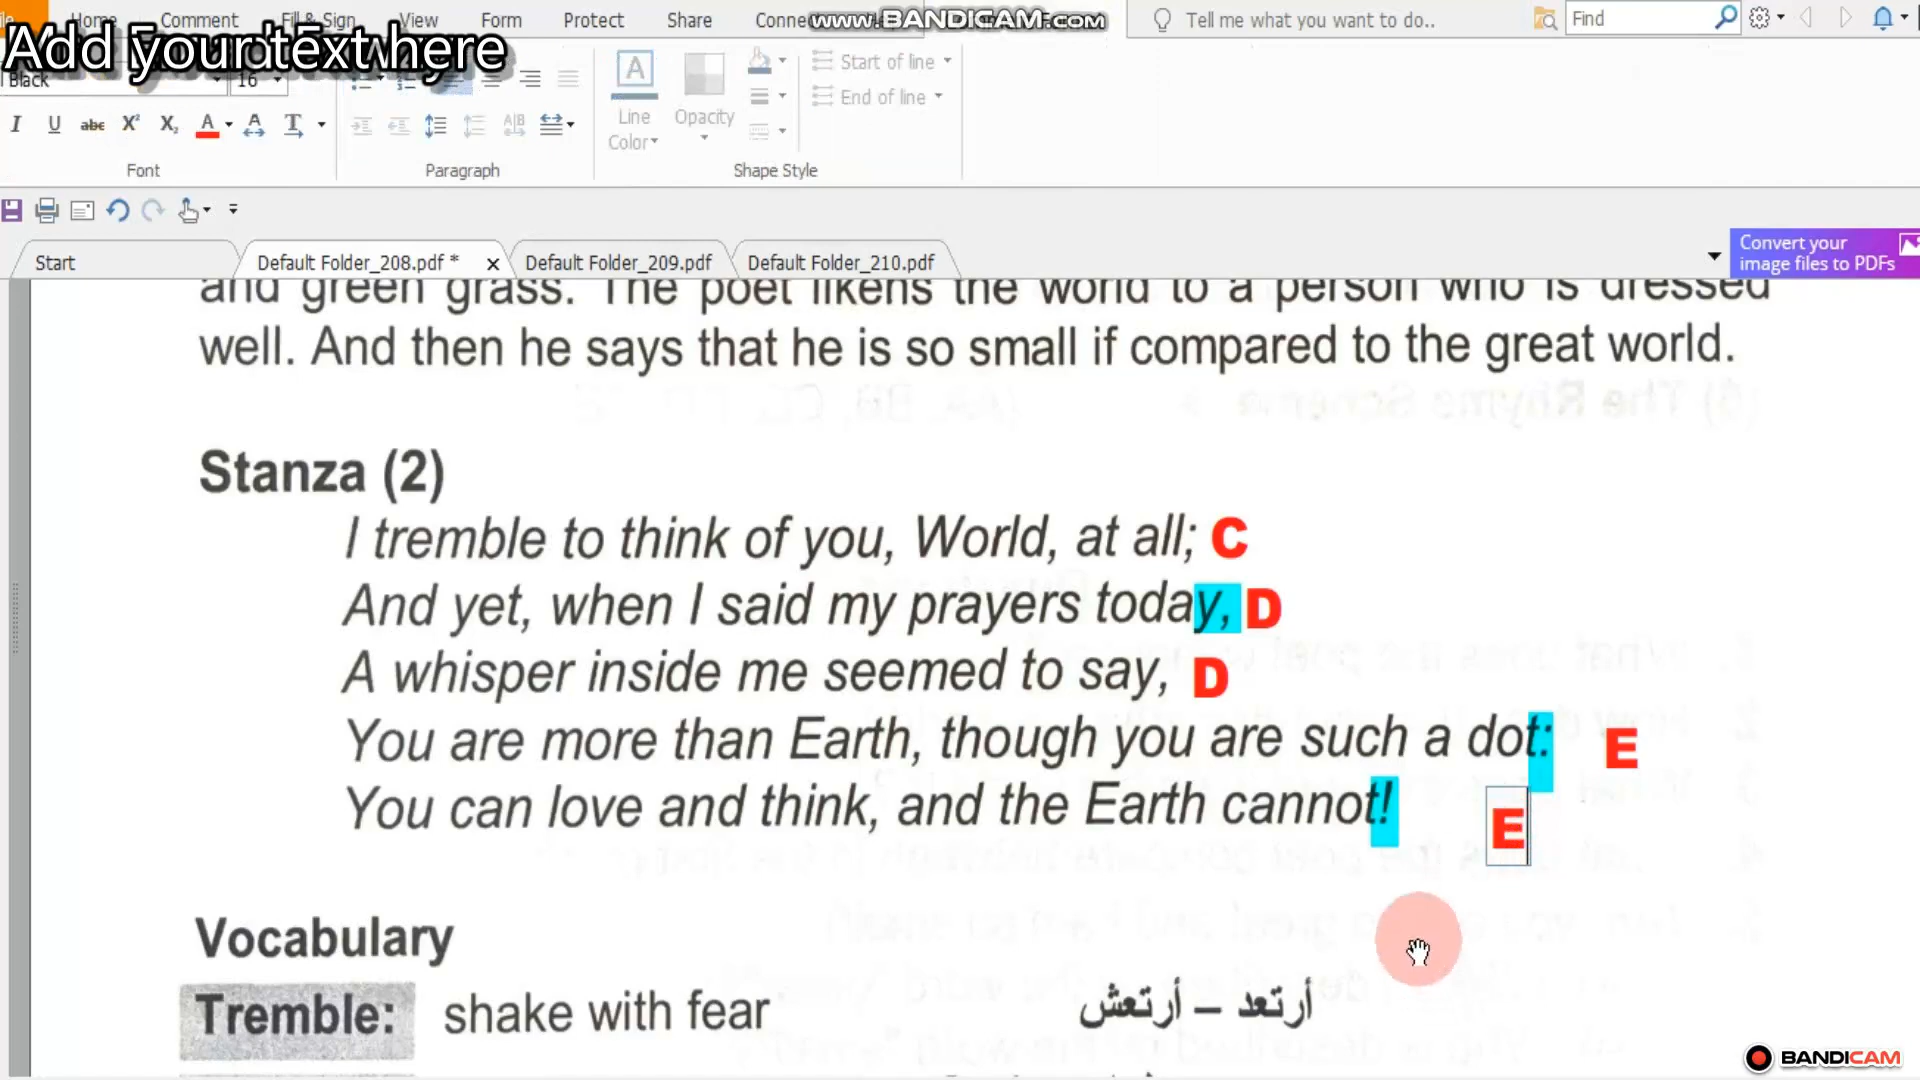 Home Comment Fill & Sign View Form Protect Share Connec www.BANDICAM.com Tell me what you want to do.. Find
Add your text here
Black 16
Start of line
End of line
Line Color
Opacity
Font Paragraph Shape Style
Start Default Folder_208.pdf * Default Folder_209.pdf Default Folder_210.pdf
Convert your
image files to PDFs
and green grass. The poet likens the world to a person who is dressed
well. And then he says that he is so small if compared to the great world.
Stanza (2)
I tremble to think of you, World, at all; C
And yet, when I said my prayers today, D
A whisper inside me seemed to say, D
You are more than Earth, though you are such a dot: E
You can love and think, and the Earth cannot! E
Vocabulary
Tremble: shake with fear أرتعد – أرتعش
BANDICAM